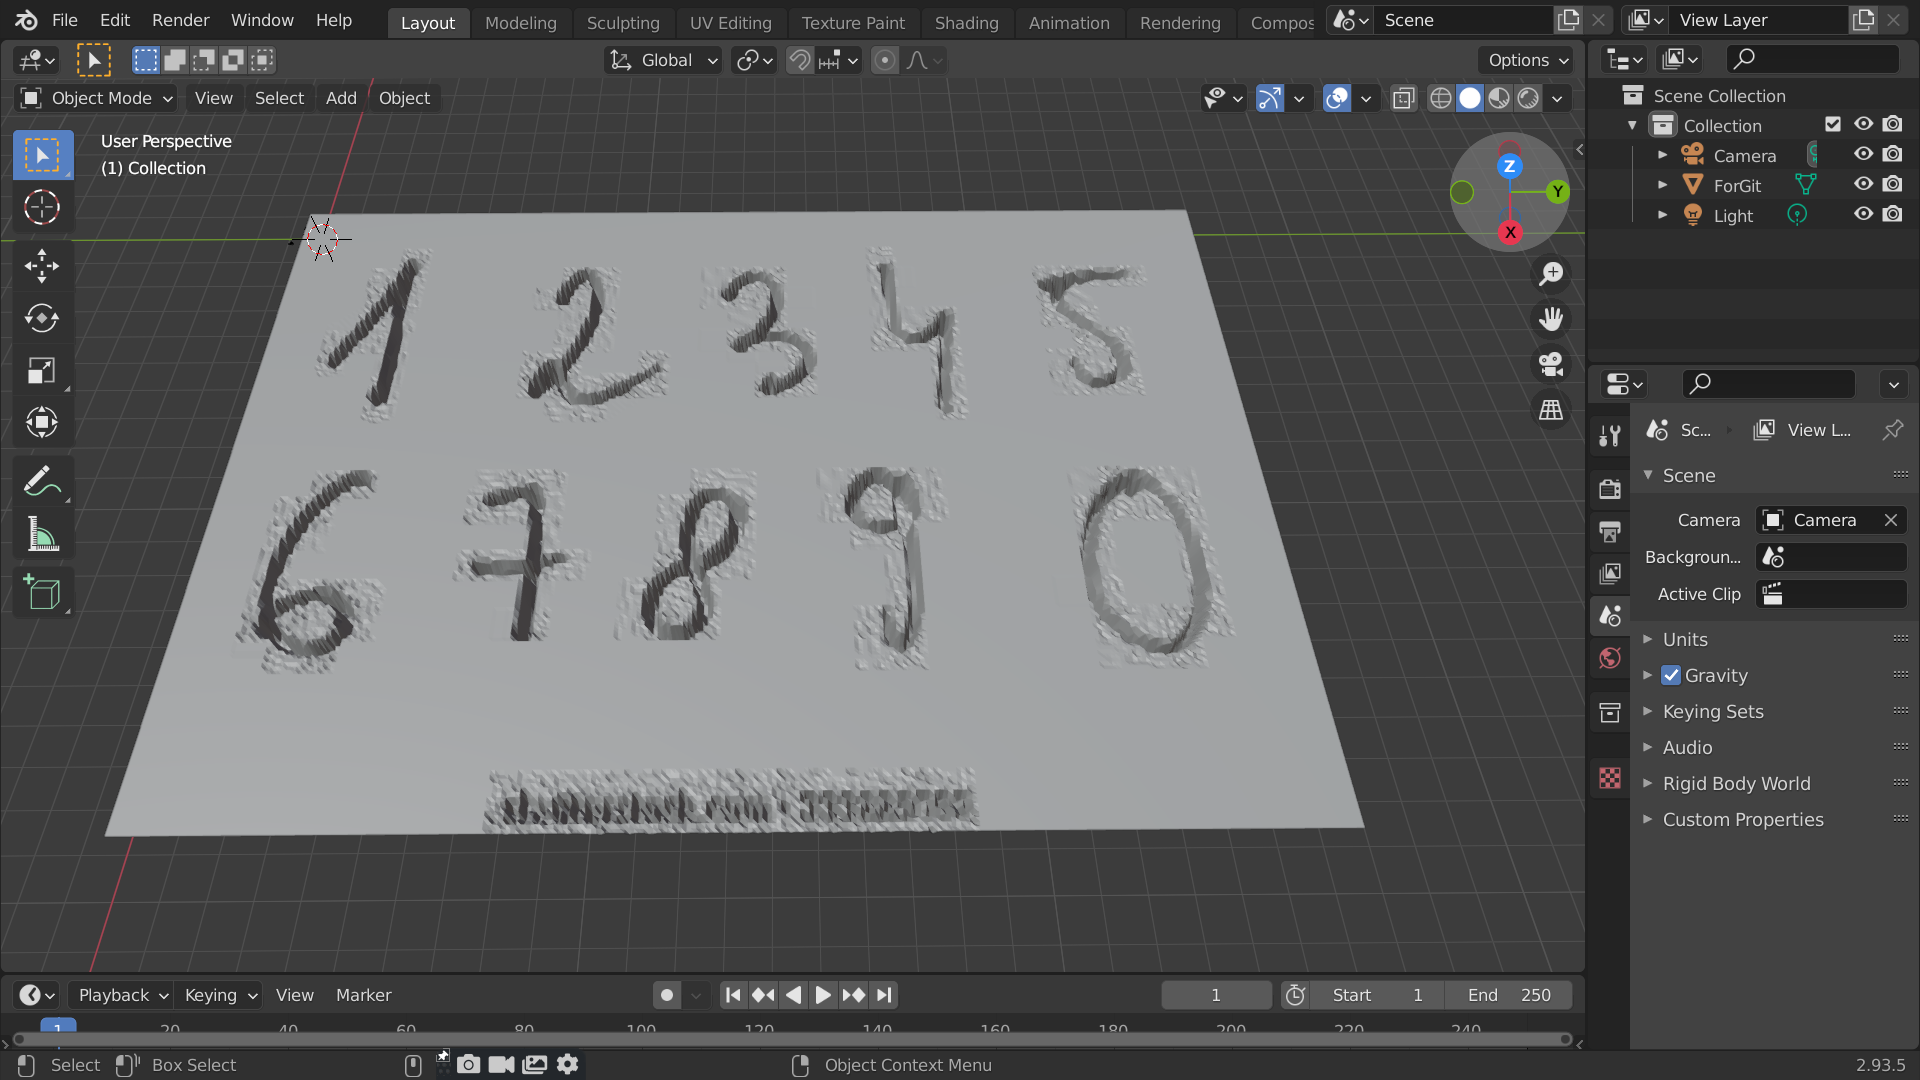 File Edit Render Window Help Layout Modeling Sculpting UV Editing Texture Paint Shading Animation Rendering Compos Scene View Layer
Global Options
Object Mode View Select Add Object
User Perspective
(1) Collection
Z
Y
X
1 2 3 4 5
6 7 8 9 0
Scene Collection
Collection
Camera
ForGit
Light
Sc... View L...
Scene
Camera Camera
Backgroun...
Active Clip
Units
Gravity
Keying Sets
Audio
Rigid Body World
Custom Properties
Playback Keying View Marker 1 Start 1 End 250
1 20 40 60 80 100 120 140 160 180 200 220 240
Select Box Select Object Context Menu 2.93.5